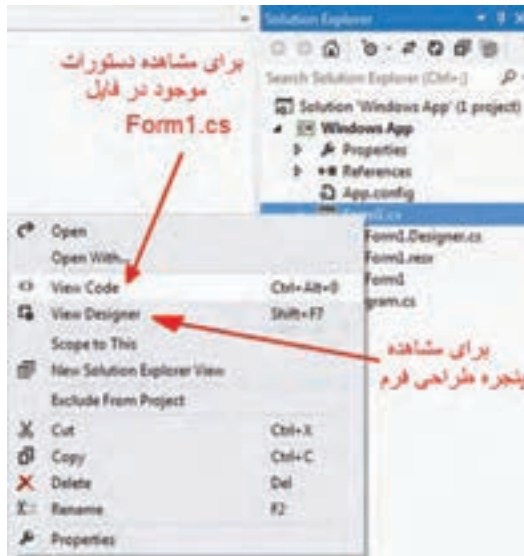 Solution Explorer
برای مشاهده دستورات
موجود در فایل
Form1.cs
Search Solution Explorer (Ctrl+;)
Solution 'Windows App' (1 project)
Windows App
Properties
References
App.config
Form1.cs
Form1.Designer.cs
Form1.resx
Form1
gram.cs
Open
Open With...
View Code Ctrl+Alt+0
View Designer Shift+F7
Scope to This
New Solution Explorer View
Exclude From Project
Cut Ctrl+X
Copy Ctrl+C
Delete Del
Rename F2
Properties
برای مشاهده
پنجره طراحی فرم